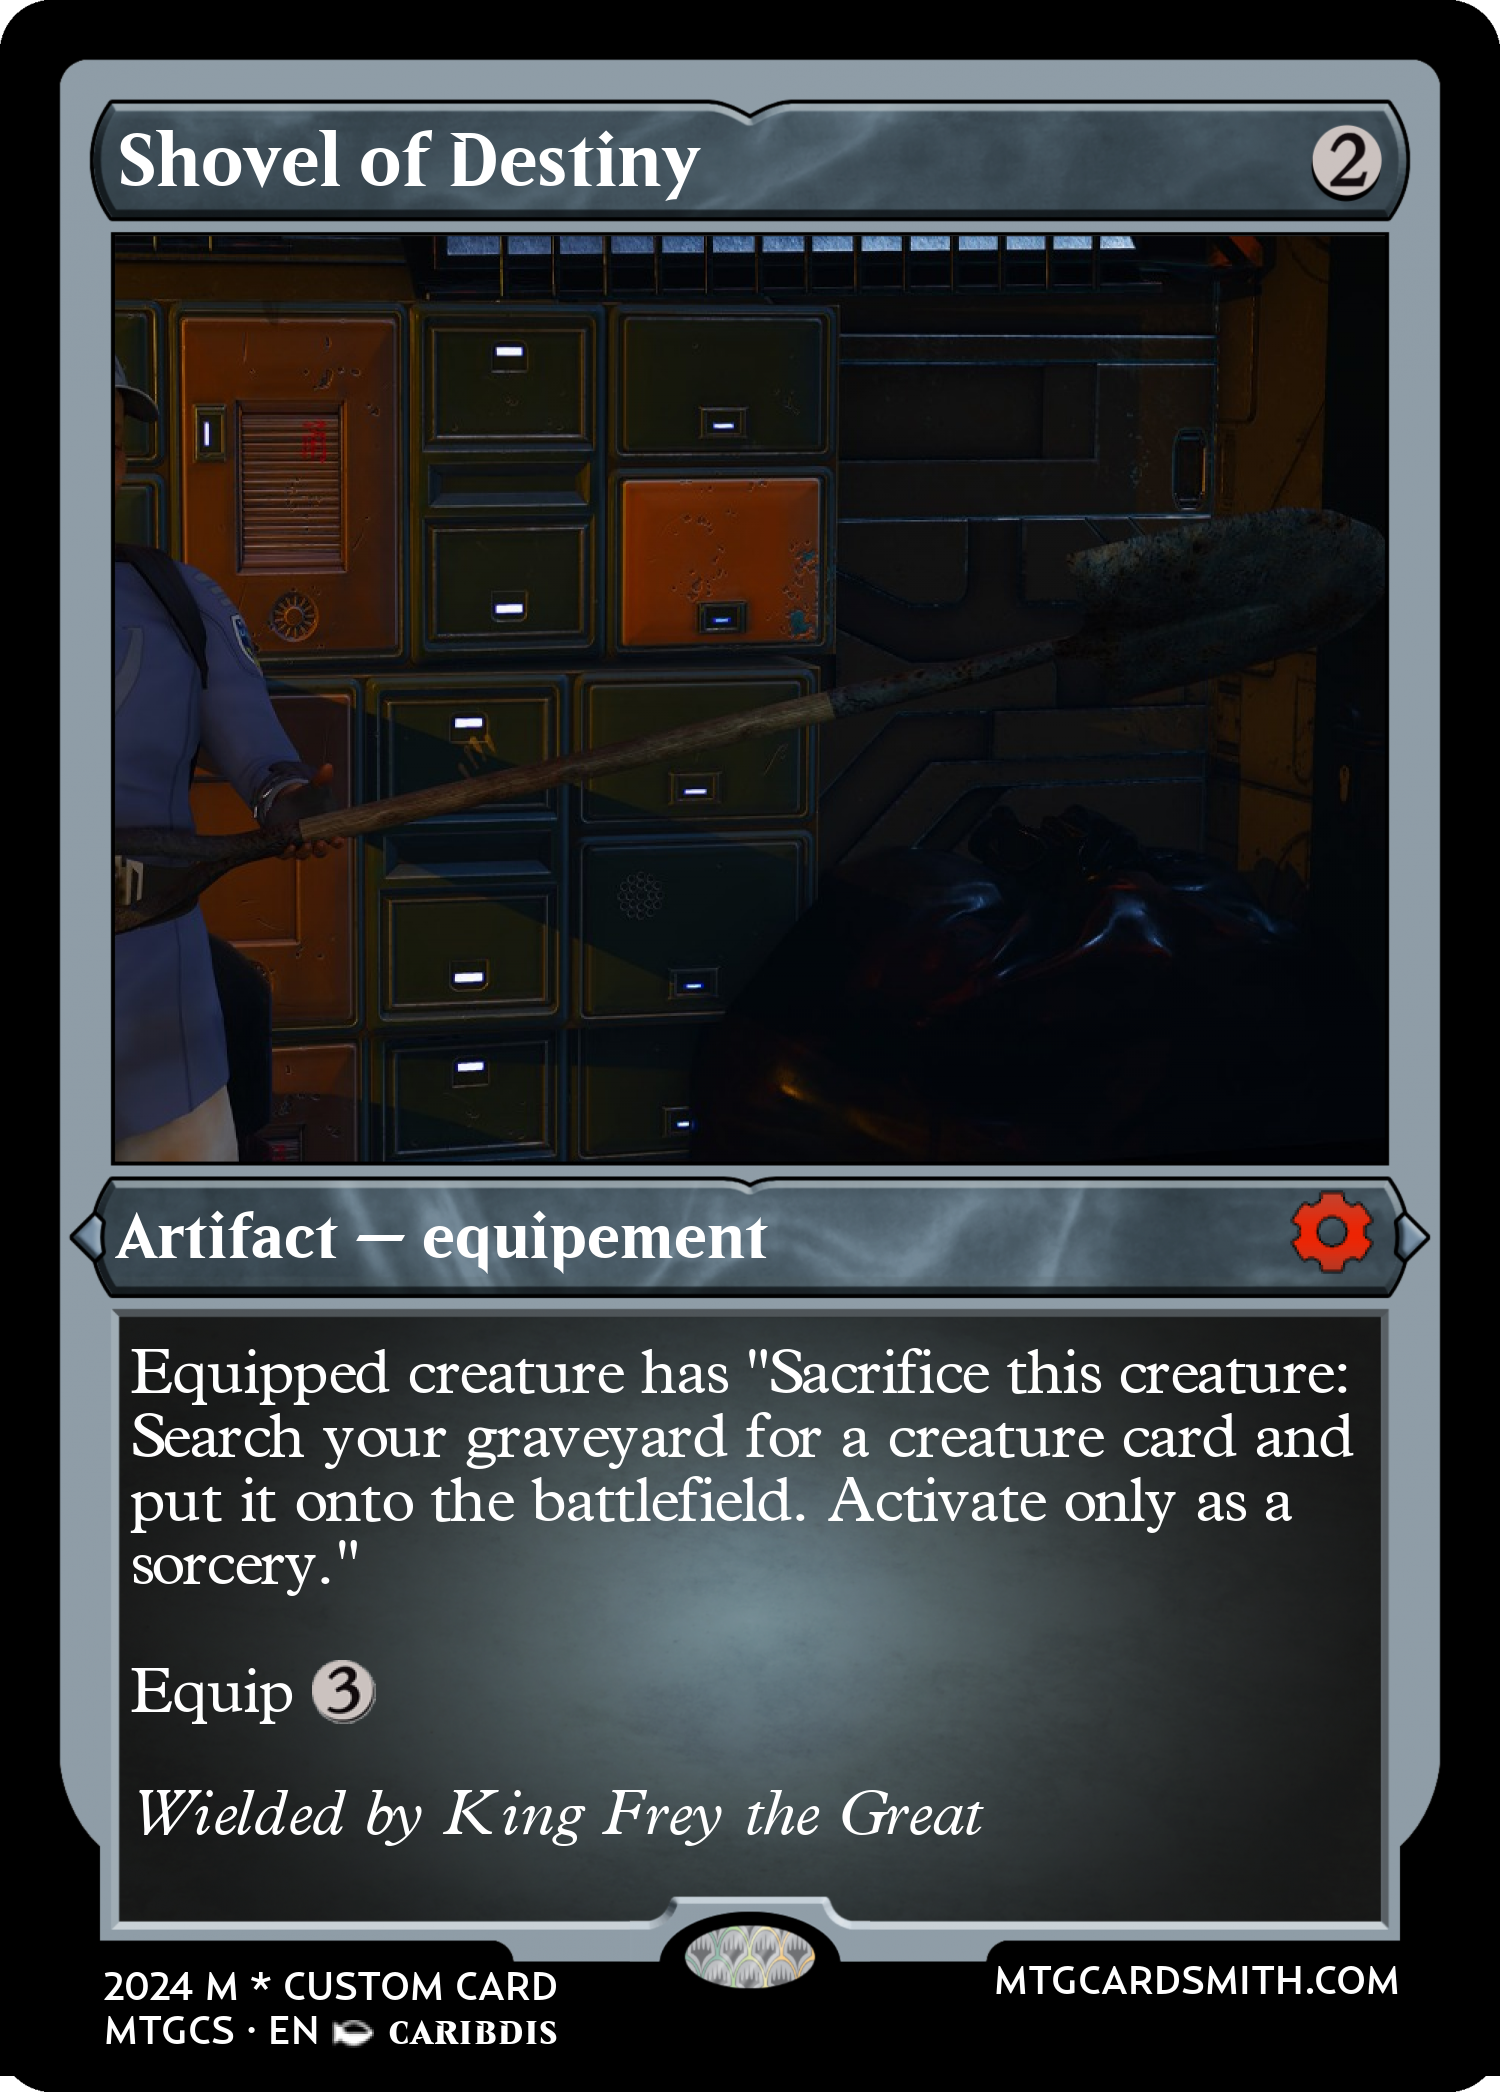 Shovel of Destiny
2
Artifact — equipement
Equipped creature has "Sacrifice this creature:
Search your graveyard for a creature card and
put it onto the battlefield. Activate only as a
sorcery."
Equip 3
Wielded by King Frey the Great
2024 M * CUSTOM CARD
MTGCS · EN CARIBDIS
MTGCARDSMITH.COM